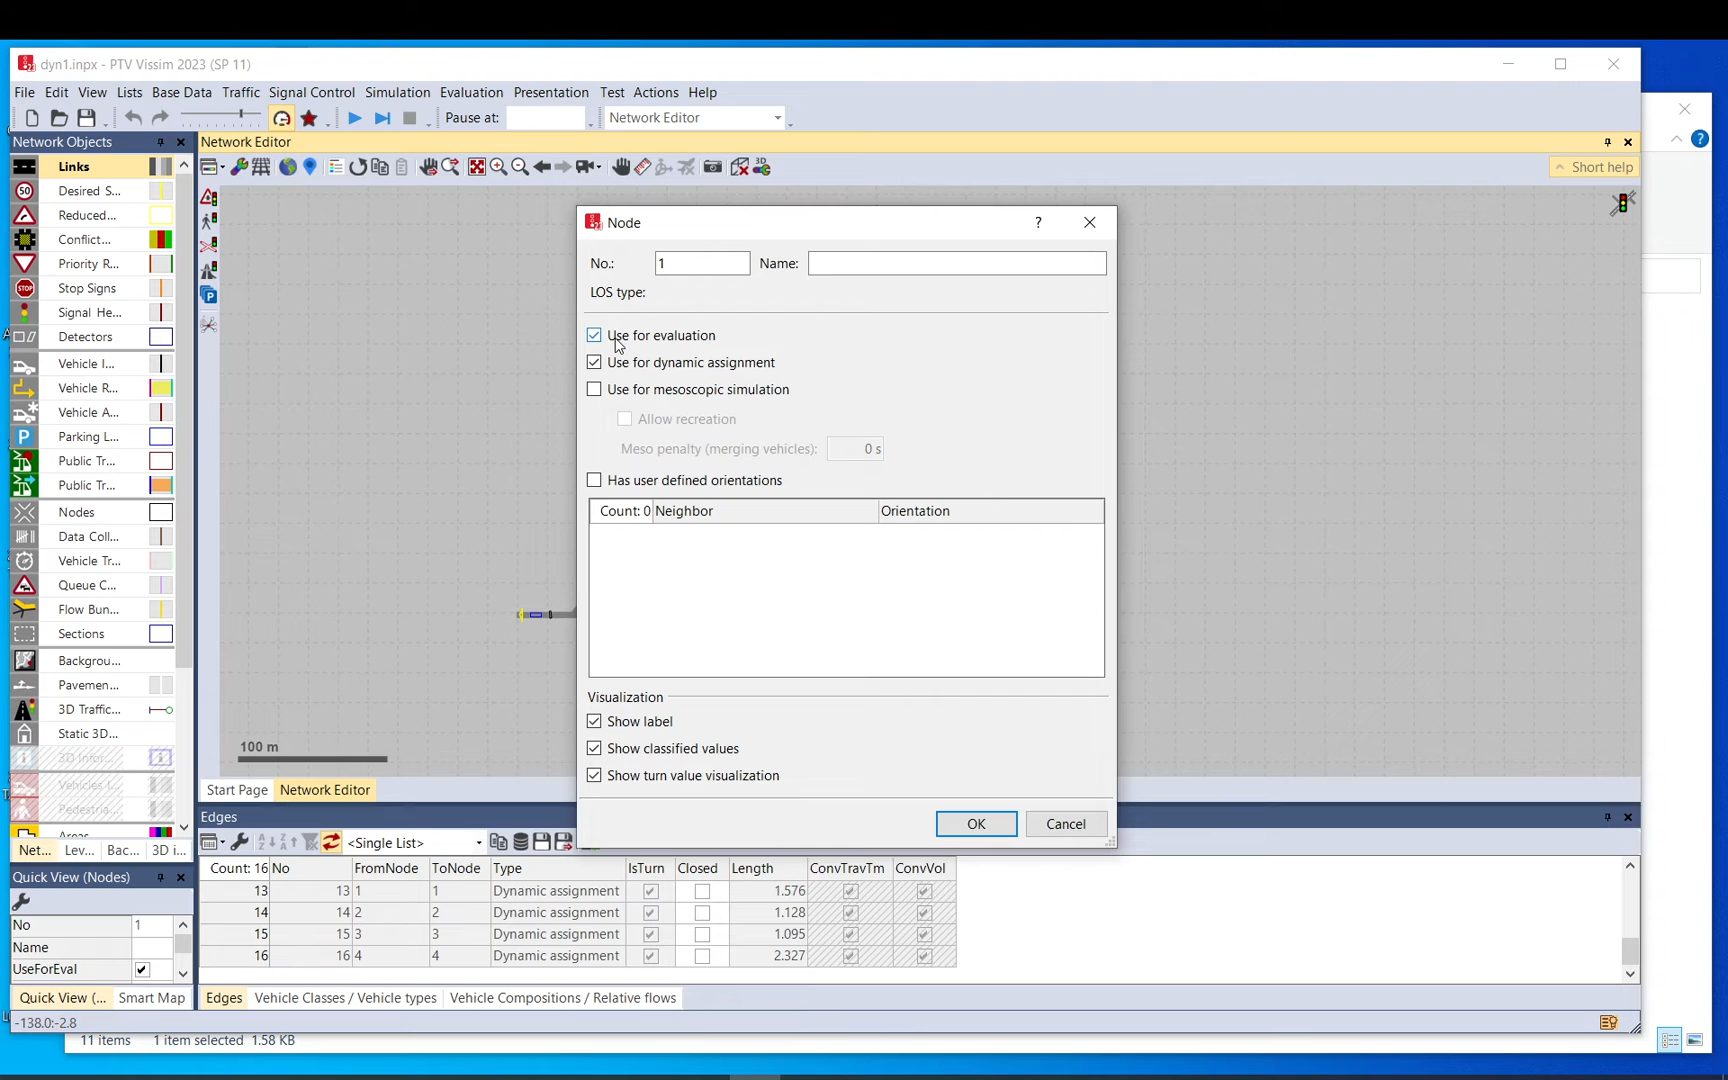 dyn1.inpx - PTV Vissim 2023 (SP 11)
File Edit View Lists Base Data Traffic Signal Control Simulation Evaluation Presentation Test Actions Help
Pause at: Network Editor
Network Objects
Network Editor
Short help
Links
Desired S...
Reduced...
Conflict...
Priority R...
Stop Signs
Signal He...
Detectors
Vehicle I...
Vehicle R...
Vehicle A...
Parking L...
Public Tr...
Public Tr...
Nodes
Data Coll...
Vehicle Tr...
Queue C...
Flow Bun...
Sections
Backgrou...
Pavemen...
3D Traffic...
Static 3D...
3D Infor...
Vehicles I...
Pedestria...
Areas
Net... Lev... Bac... 3D i...
Quick View (Nodes)
No 1
Name
UseForEval
Quick View (... Smart Map
-138.0:-2.8
100 m
Start Page Network Editor
Node
No.: 1 Name:
LOS type:
Use for evaluation
Use for dynamic assignment
Use for mesoscopic simulation
Allow recreation
Meso penalty (merging vehicles): 0 s
Has user defined orientations
Count: 0 Neighbor Orientation
Visualization
Show label
Show classified values
Show turn value visualization
OK Cancel
Edges
<Single List>
Count: 16 No FromNode ToNode Type IsTurn Closed Length ConvTravTm ConvVol
13 13 1 1 Dynamic assignment 1.576
14 14 2 2 Dynamic assignment 1.128
15 15 3 3 Dynamic assignment 1.095
16 16 4 4 Dynamic assignment 2.327
Edges Vehicle Classes / Vehicle types Vehicle Compositions / Relative flows
11 items 1 item selected 1.58 KB